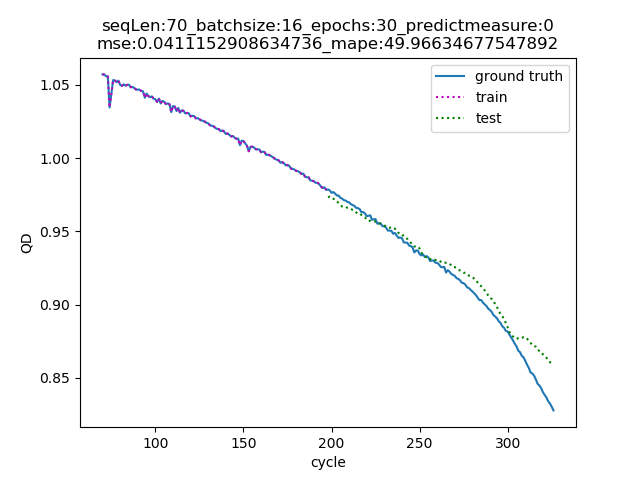 seqLen:70_batchsize:16_epochs:30_predictmeasure:0
mse:0.0411152908634736_mape:49.96634677547892
ground truth
train
test
1.05
1.00
0.95
0.90
0.85
QD
100
150
200
250
300
cycle